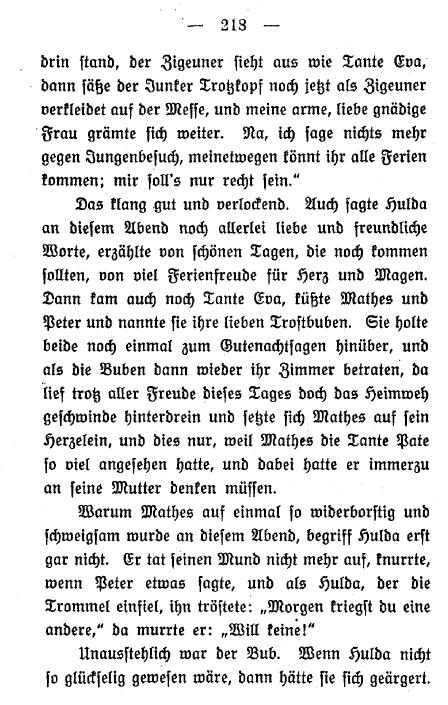 — 218 —
drin stand, der Zigeuner sieht aus wie Tante Eva,
dann säße der Junker Trotzkopf noch jetzt als Zigeuner
verkleidet auf der Messe, und meine arme, liebe gnädige
Frau grämte sich weiter. Na, ich sage nichts mehr
gegen Jungenbesuch, meinetwegen könnt ihr alle Ferien
kommen; mir soll's nur recht sein.“
Das klang gut und verlockend. Auch sagte Hulda
an diesem Abend noch allerlei liebe und freundliche
Worte, erzählte von schönen Tagen, die noch kommen
sollten, von viel Ferienfreude für Herz und Magen.
Dann kam auch noch Tante Eva, küßte Mathes und
Peter und nannte sie ihre lieben Trostbuben. Sie holte
beide noch einmal zum Gutenachtsagen hinüber, und
als die Buben dann wieder ihr Zimmer betraten, da
lief trotz aller Freude dieses Tages doch das Heimweh
geschwinde hinterdrein und setzte sich Mathes auf sein
Herzelein, und dies nur, weil Mathes die Tante Pate
so viel angesehen hatte, und dabei hatte er immerzu
an seine Mutter denken müssen.
Warum Mathes auf einmal so widerborstig und
schweigsam wurde an diesem Abend, begriff Hulda erst
gar nicht. Er tat seinen Mund nicht mehr auf, knurrte,
wenn Peter etwas sagte, und als Hulda, der die
Trommel einfiel, ihn tröstete: „Morgen kriegst du eine
andere,“ da murrte er: „Will keine!“
Unausstehlich war der Bub. Wenn Hulda nicht
so glückselig gewesen wäre, dann hätte sie sich geärgert.